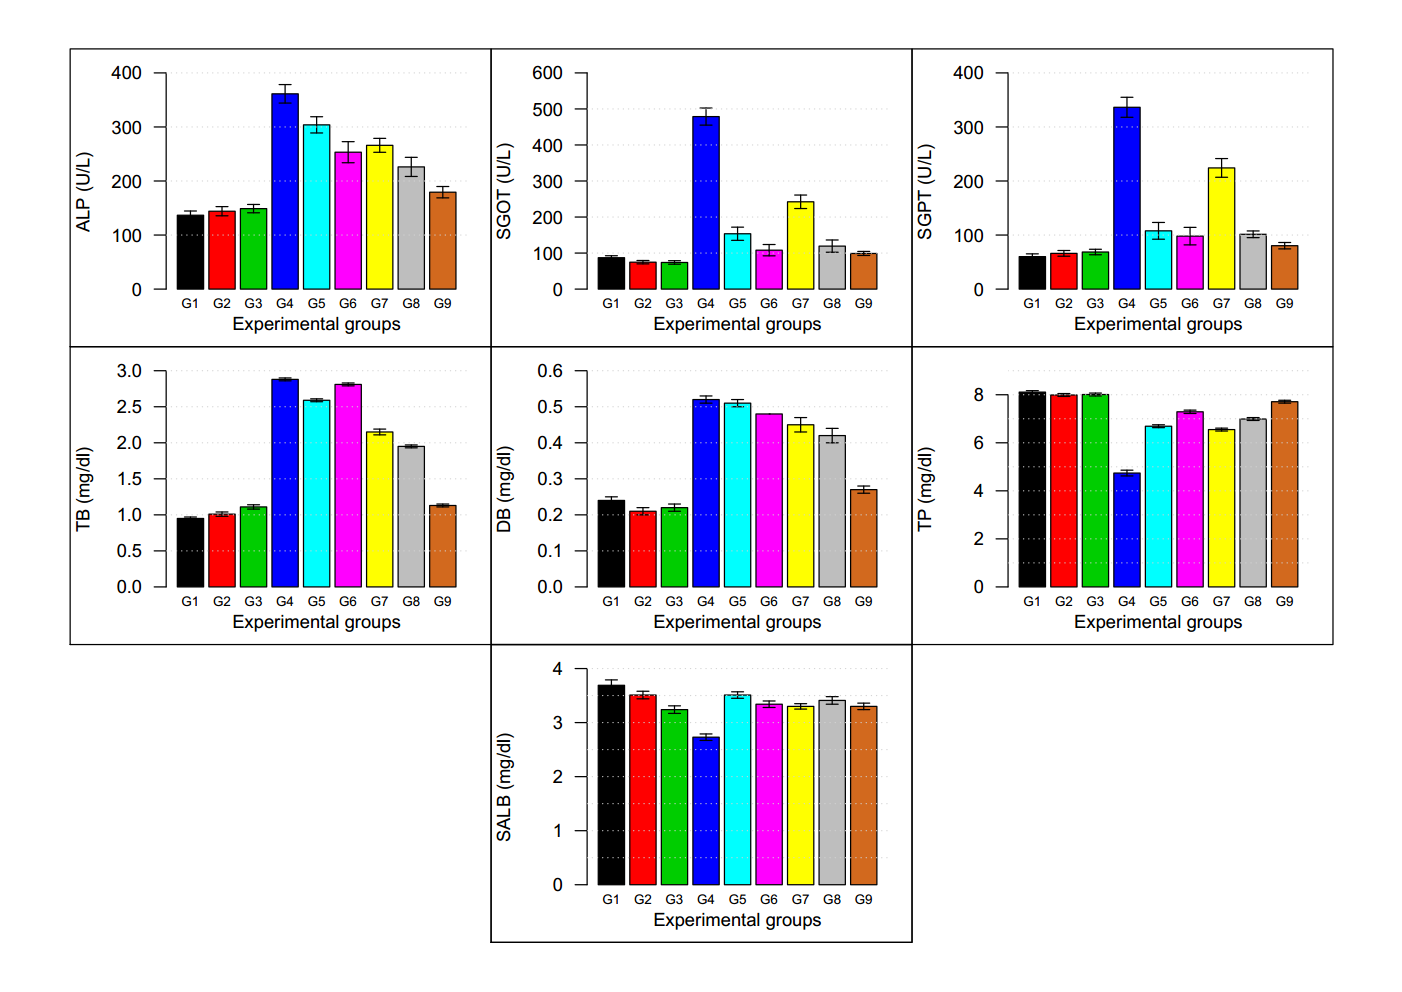 ALP (U/L)
400
300
200
100
0
G1 G2 G3 G4 G5 G6 G7 G8 G9
Experimental groups
SGOT (U/L)
600
500
400
300
200
100
0
G1 G2 G3 G4 G5 G6 G7 G8 G9
Experimental groups
SGPT (U/L)
400
300
200
100
0
G1 G2 G3 G4 G5 G6 G7 G8 G9
Experimental groups
TB (mg/dl)
3.0
2.5
2.0
1.5
1.0
0.5
0.0
G1 G2 G3 G4 G5 G6 G7 G8 G9
Experimental groups
DB (mg/dl)
0.6
0.5
0.4
0.3
0.2
0.1
0.0
G1 G2 G3 G4 G5 G6 G7 G8 G9
Experimental groups
TP (mg/dl)
8
6
4
2
0
G1 G2 G3 G4 G5 G6 G7 G8 G9
Experimental groups
SALB (mg/dl)
4
3
2
1
0
G1 G2 G3 G4 G5 G6 G7 G8 G9
Experimental groups